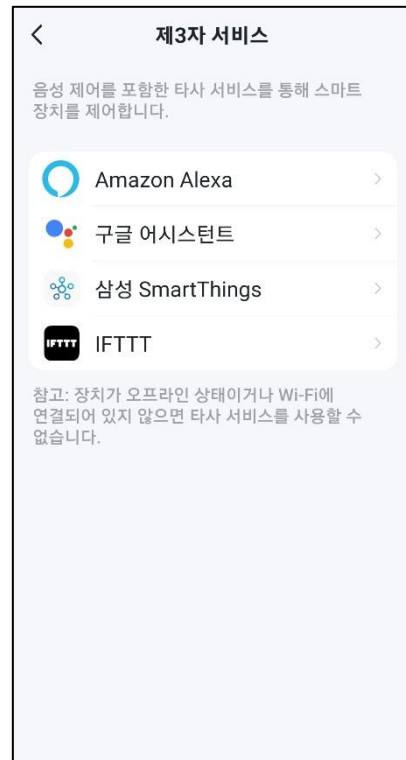 제3자 서비스
음성 제어를 포함한 타사 서비스를 통해 스마트
장치를 제어합니다.
Amazon Alexa
구글 어시스턴트
삼성 SmartThings
IFTTT IFTTT
참고: 장치가 오프라인 상태이거나 Wi-Fi에
연결되어 있지 않으면 타사 서비스를 사용할 수
없습니다.